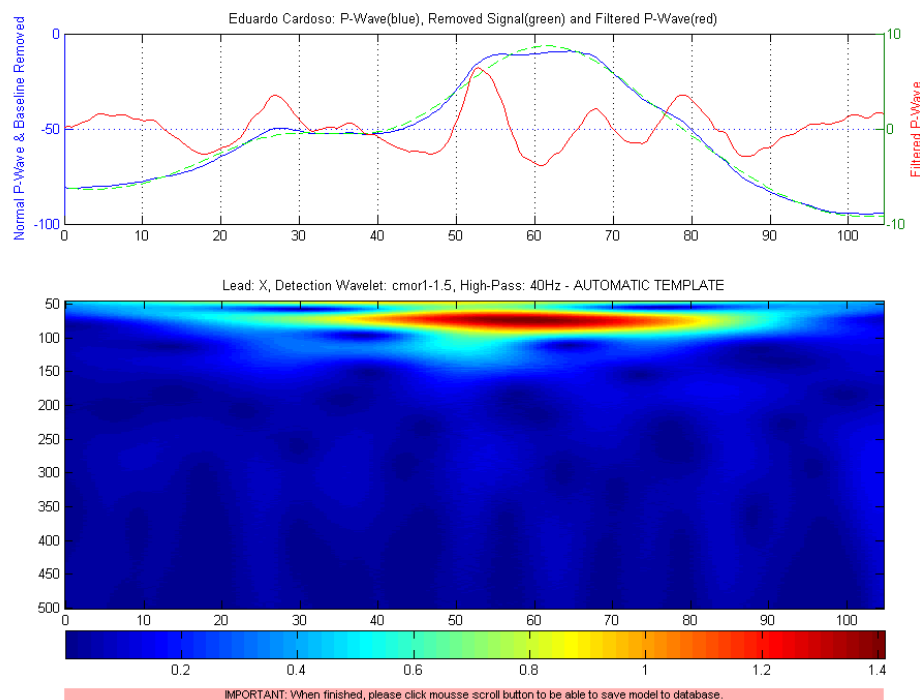 Eduardo Cardoso: P-Wave(blue), Removed Signal(green) and Filtered P-Wave(red)
Normal P-Wave & Baseline Removed
0
-50
-100
10
0
-10
Filtered P-Wave
0 10 20 30 40 50 60 70 80 90 100
Lead: X, Detection Wavelet: cmor1-1.5, High-Pass: 40Hz - AUTOMATIC TEMPLATE
50
100
150
200
250
300
350
400
450
500
0 10 20 30 40 50 60 70 80 90 100
0.2 0.4 0.6 0.8 1 1.2 1.4
IMPORTANT: When finished, please click mousse scroll button to be able to save model to database.